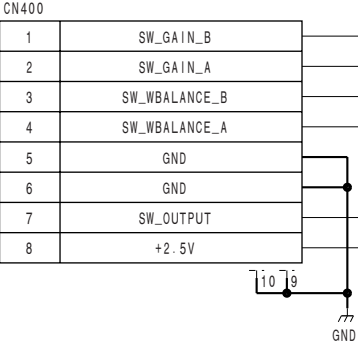 CN400
1 SW_GAIN_B
2 SW_GAIN_A
3 SW_WBALANCE_B
4 SW_WBALANCE_A
5 GND
6 GND
7 SW_OUTPUT
8 +2.5V
10 9
GND